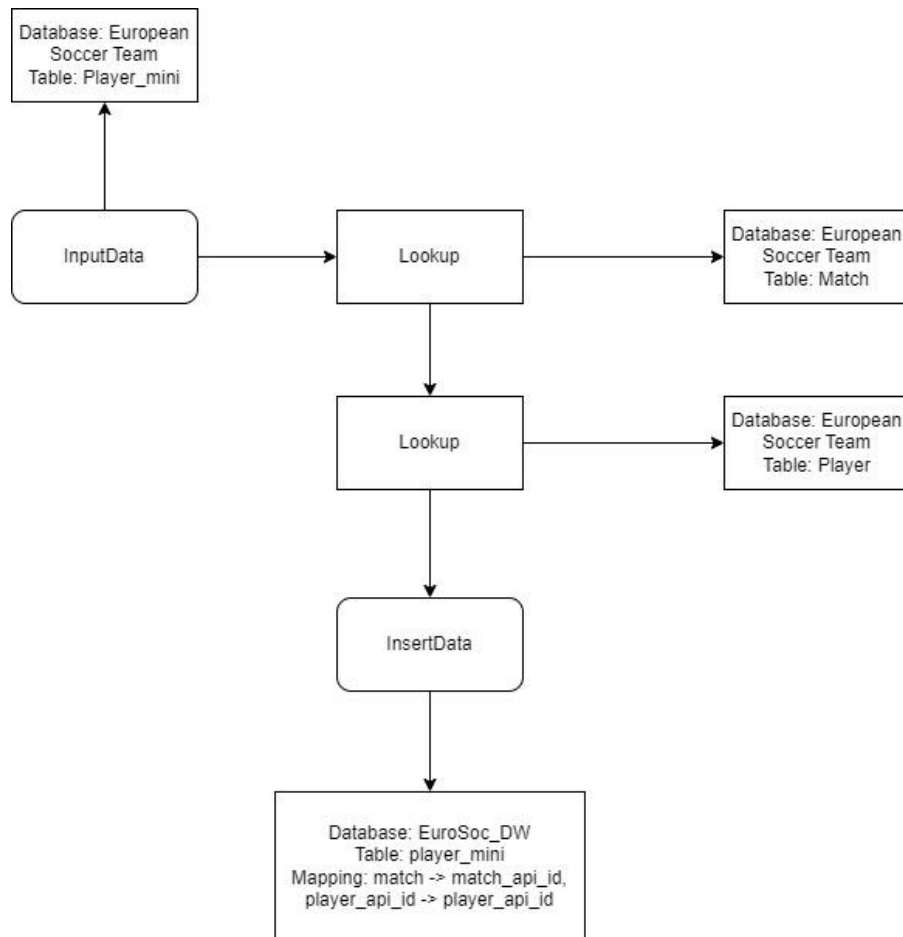 Database: European
Soccer Team
Table: Player_mini
InputData
Lookup
Database: European
Soccer Team
Table: Match
Lookup
Database: European
Soccer Team
Table: Player
InsertData
Database: EuroSoc_DW
Table: player_mini
Mapping: match -> match_api_id,
player_api_id -> player_api_id